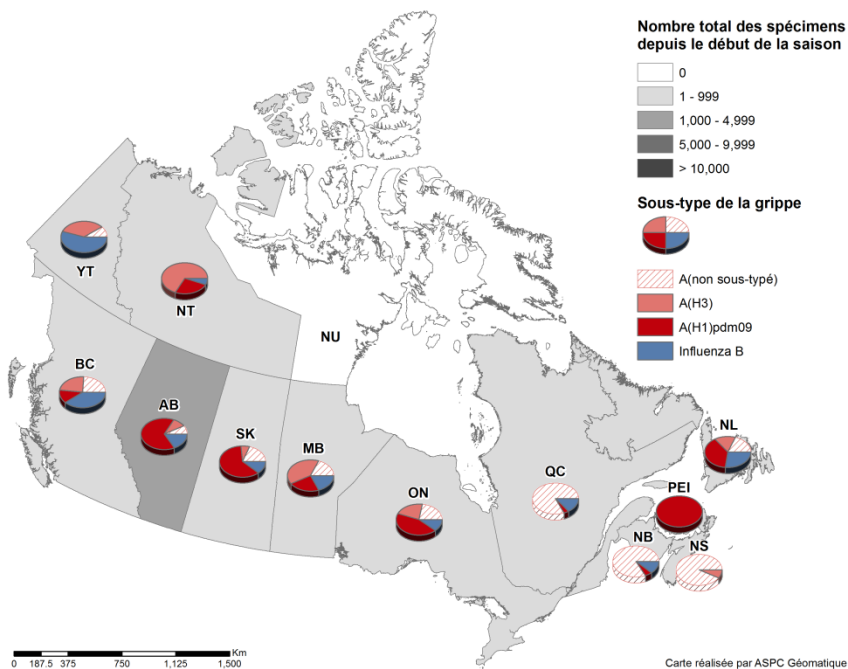 Nombre total des spécimens
depuis le début de la saison
0
1 - 999
1,000 - 4,999
5,000 - 9,999
> 10,000
Sous-type de la grippe
A(non sous-typé)
A(H3)
A(H1)pdm09
Influenza B
YT
NT
NU
BC
AB
SK
MB
ON
QC
NL
PEI
NB
NS
Km
0 187.5 375 750 1,125 1,500
Carte réalisée par ASPC Géomatique